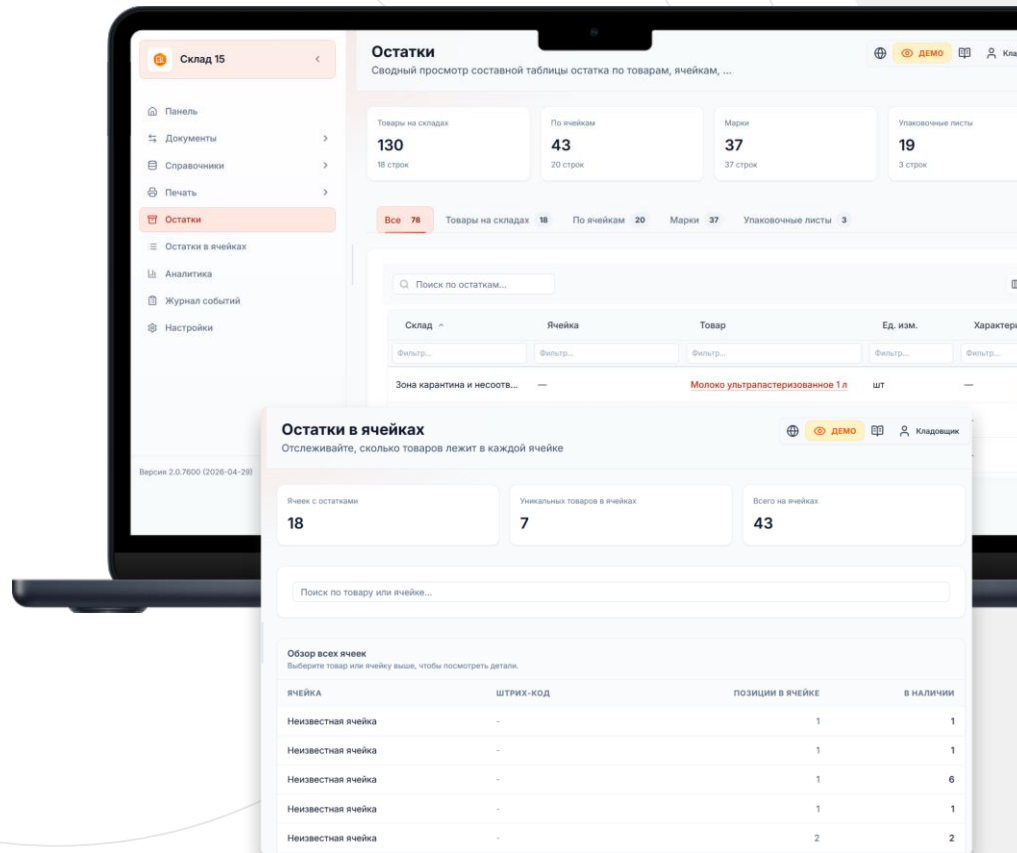 Склад 15
Панель
Документы
Справочники
Печать
Остатки
Остатки в ячейках
Аналитика
Журнал событий
Настройки
Версия 2.0.7600 (2026-04-29)
Остатки
Сводный просмотр составной таблицы остатка по товарам, ячейкам, ...
ДЕМО
Кла
Товары на складах
130
18 строк
По ячейкам
43
20 строк
Марки
37
37 строк
Упаковочные листы
19
3 строк
Все 78 Товары на складах 18 По ячейкам 20 Марки 37 Упаковочные листы 3
Поиск по остаткам...
Склад Ячейка Товар Ед. изм. Характери
Фильтр... Фильтр... Фильтр... Фильтр... Фильтр...
Зона карантина и несоотв... — Молоко ультрапастеризованное 1 л шт —
Остатки в ячейках
Отслеживайте, сколько товаров лежит в каждой ячейке
ДЕМО
Кладовщик
Ячеек с остатками
18
Уникальных товаров в ячейках
7
Всего на ячейках
43
Поиск по товару или ячейке...
Обзор всех ячеек
Выберите товар или ячейку выше, чтобы посмотреть детали.
ЯЧЕЙКА ШТРИХ-КОД ПОЗИЦИИ В ЯЧЕЙКЕ В НАЛИЧИИ
Неизвестная ячейка - 1 1
Неизвестная ячейка - 1 1
Неизвестная ячейка - 1 6
Неизвестная ячейка - 1 1
Неизвестная ячейка - 2 2